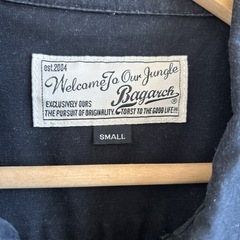 est.2004
Welcome To Our Jungle
Bagarch®
EXCLUSIVELY OURS
THE PURSUIT OF ORIGINALITY. TOAST TO THE GOOD LIFE!!!
SMALL